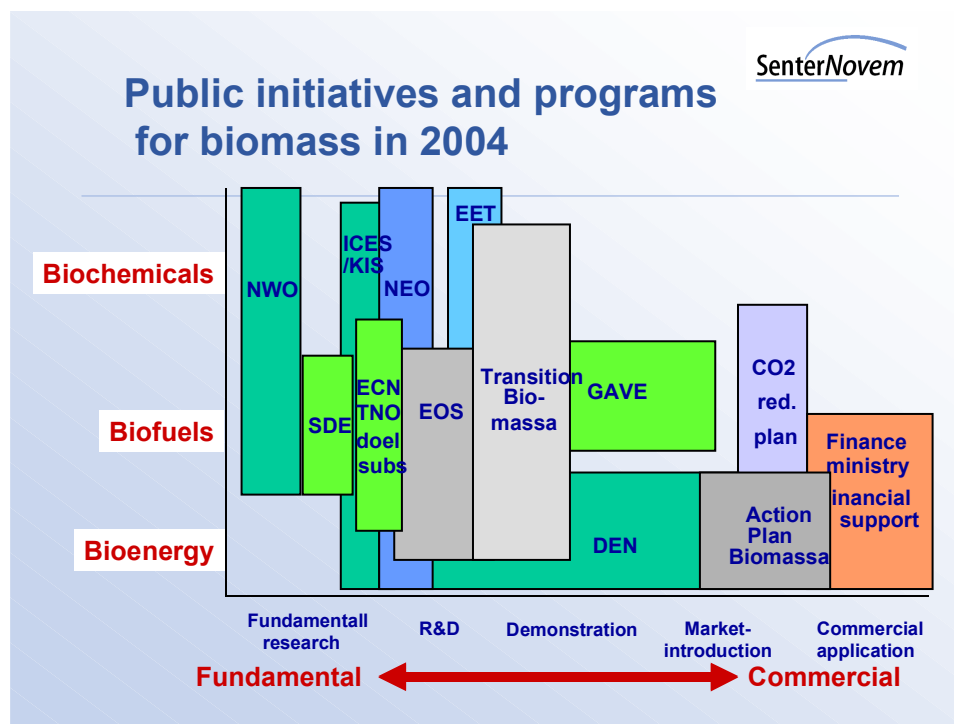 SenterNovem
Public initiatives and programs
for biomass in 2004
Biochemicals
Biofuels
Bioenergy
NWO
SDE
ICES
/KIS
NEO
ECN
TNO
doel
subs
EET
EOS
Transition
Bio-
massa
GAVE
DEN
CO2
red.
plan
Action
Plan
Biomassa
Finance
ministry
inancial
support
Fundamentall
research
R&D
Demonstration
Market-
introduction
Commercial
application
Fundamental
Commercial